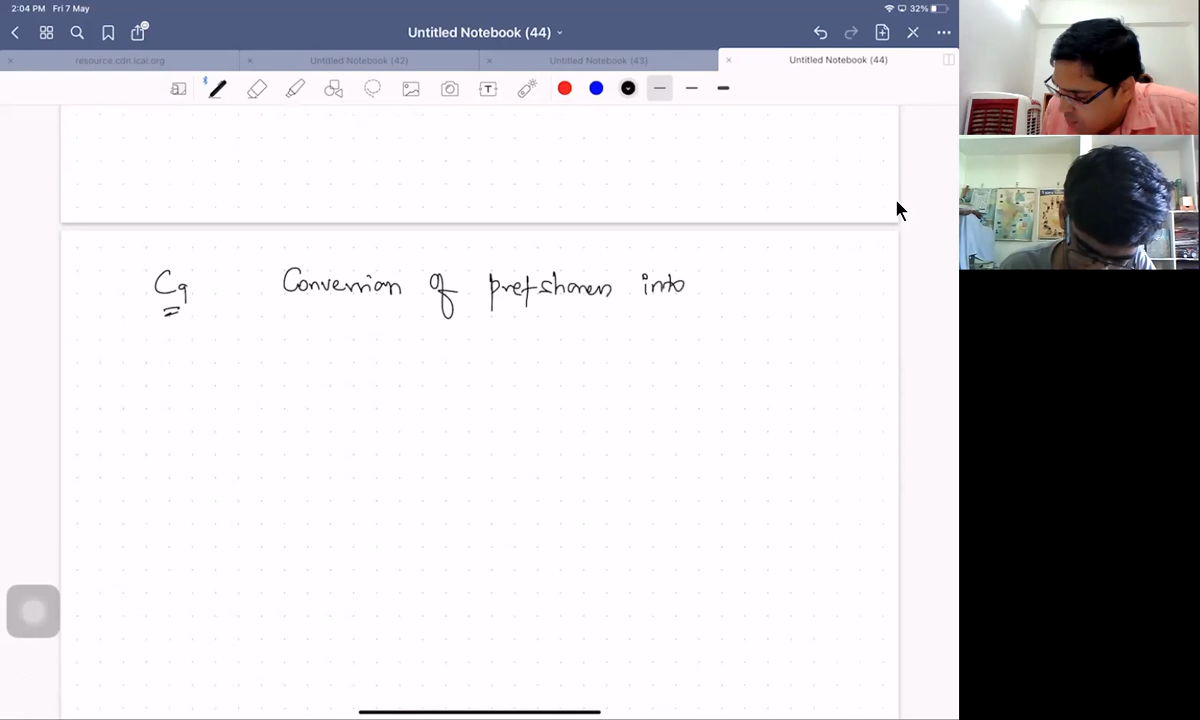 2:04 PM Fri 7 May
32%
Untitled Notebook (44)
resource.cdn.icai.org
Untitled Notebook (42)
Untitled Notebook (43)
Untitled Notebook (44)
C9 Conversion of pref shares into